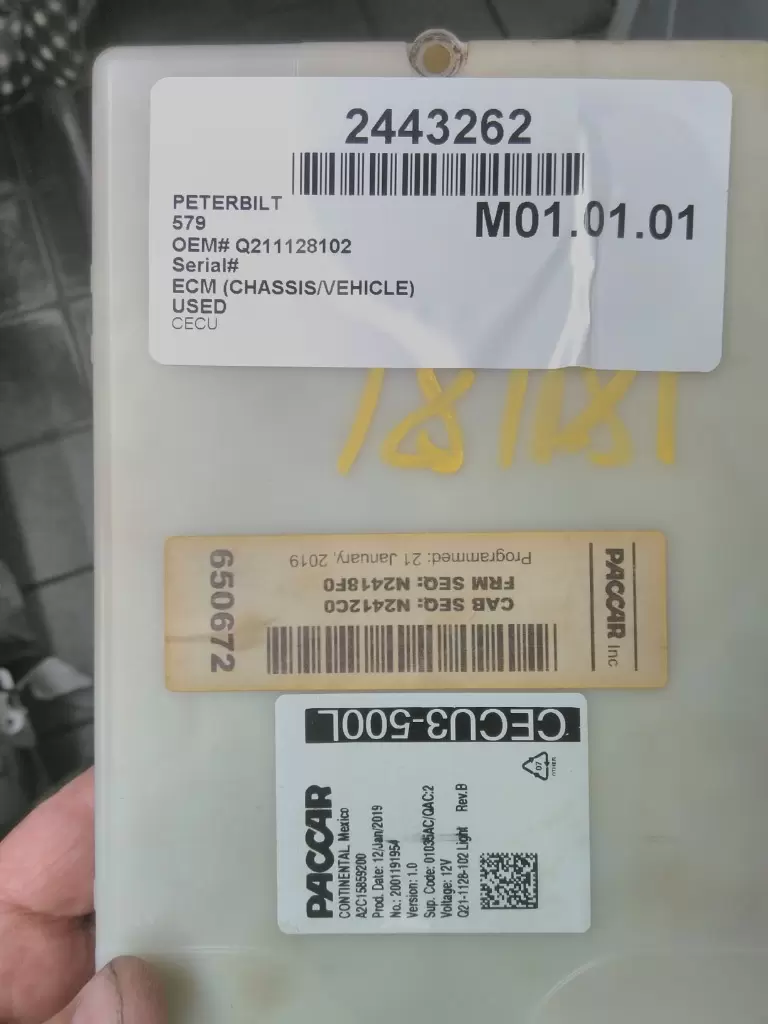 2443262
PETERBILT
579
M01.01.01
OEM# Q211128102
Serial#
ECM (CHASSIS/VEHICLE)
USED
CECU
PACCAR Inc
CAB SEQ: N2412C0
FRM SEQ: N2418F0
Programmed: 21 January, 2019
650672
CECU3-500L
PACCAR
CONTINENTAL Mexico
A2C15859200
Prod. Date: 12/Jan/2019
No.: 2001191954
Version: 1.0
Sup. Code: 01035AC/QAC:2
Voltage: 12V
Q21-1128-102 Light Rev.B
07